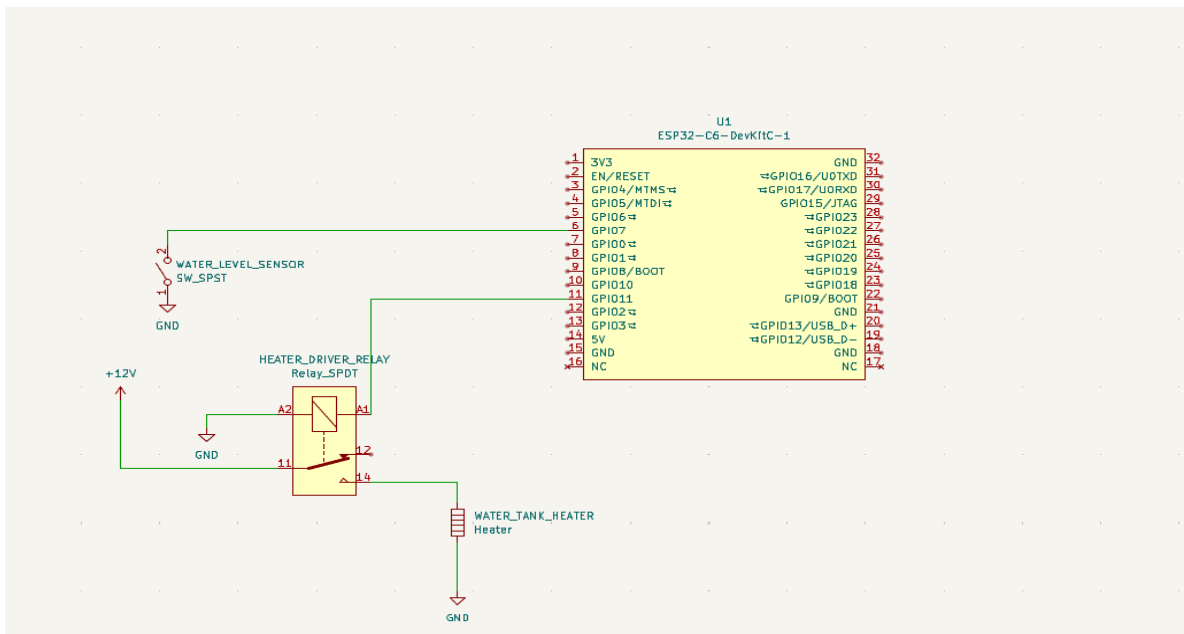 U1
ESP32-C6-DevKitC-1
1 3V3 GND 32
2 EN/RESET GPIO16/U0TXD 31
3 GPIO4/MTMS GPIO17/U0RXD 30
4 GPIO5/MTDI GPIO15/JTAG 29
5 GPIO6 GPIO23 28
6 GPIO7 GPIO22 27
7 GPIO0 GPIO21 26
8 GPIO1 GPIO20 25
9 GPIO8/BOOT GPIO19 24
10 GPIO10 GPIO18 23
11 GPIO11 GPIO9/BOOT 22
12 GPIO2 GND 21
13 GPIO3 GPIO13/USB_D+ 20
14 5V GPIO12/USB_D- 19
15 GND GND 18
16 NC NC 17
2
WATER_LEVEL_SENSOR
SW_SPST
1
GND
HEATER_DRIVER_RELAY
Relay_SPDT
+12V
A2 A1
GND
12
11
14
WATER_TANK_HEATER
Heater
GND